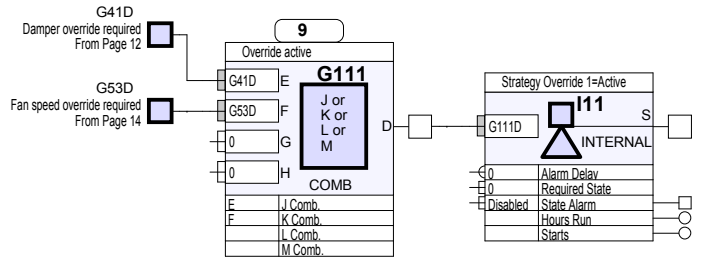 G41D
Damper override required
From Page 12
G53D
Fan speed override required
From Page 14
9
Override active
G111
G41D E
G53D F
0 G
0 H
J or
K or
L or
M
D
COMB
E J Comb.
F K Comb.
L Comb.
M Comb.
Strategy Override 1=Active
I11
G111D
S
INTERNAL
0 Alarm Delay
0 Required State
Disabled State Alarm
Hours Run
Starts